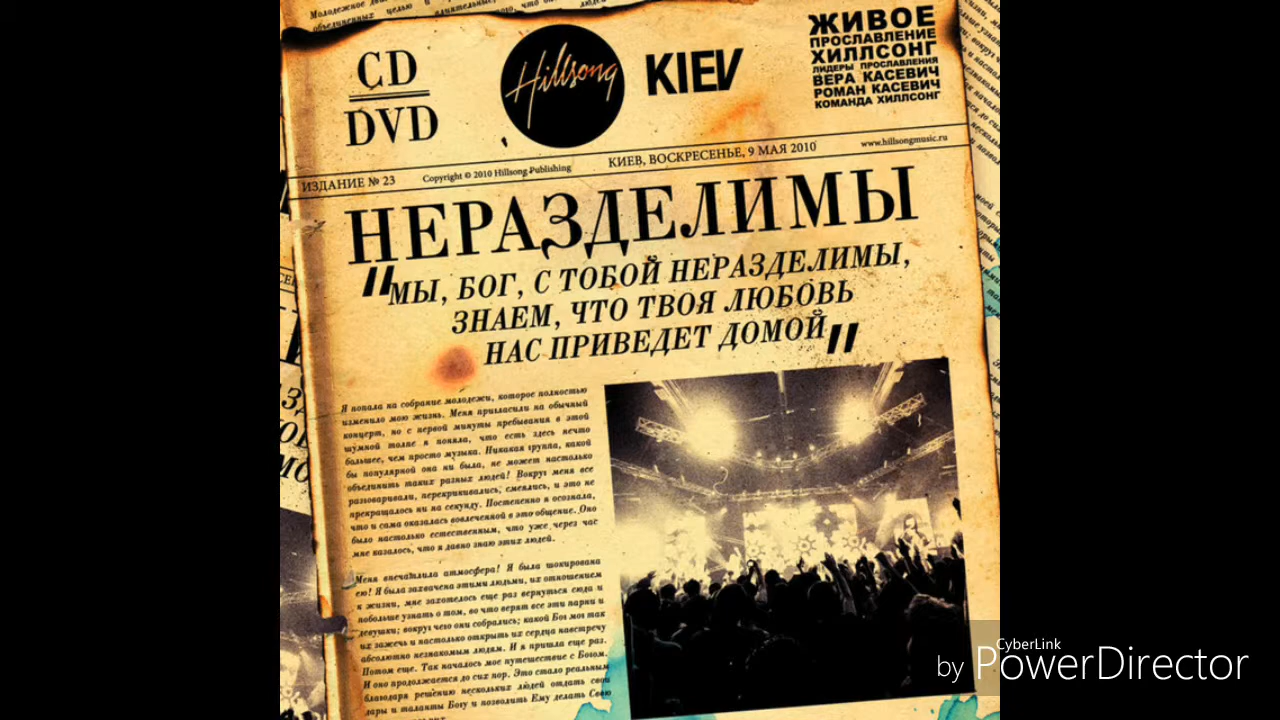 CD
DVD
Hillsong
KIEV
ЖИВОЕ
ПРОСЛАВЛЕНИЕ
ХИЛЛСОНГ
ЛИДЕРЫ ПРОСЛАВЛЕНИЯ
ВЕРА КАСЕВИЧ
РОМАН КАСЕВИЧ
КОМАНДА ХИЛЛСОНГ
ИЗДАНИЕ № 23
Copyright © 2010 Hillsong Publishing
КИЕВ, ВОСКРЕСЕНЬЕ, 9 МАЯ 2010
www.hillsongmusic.ru
НЕРАЗДЕЛИМЫ
"МЫ, БОГ, С ТОБОЙ НЕРАЗДЕЛИМЫ,
ЗНАЕМ, ЧТО ТВОЯ ЛЮБОВЬ
НАС ПРИВЕДЕТ ДОМОЙ"
Я попала на собрание молодежи, которое полностью
изменило мою жизнь. Меня пригласили на обычный
концерт, но с первой минуты пребывания в этой
шумной толпе я поняла, что есть здесь нечто
большее, чем просто музыка. Никакая группа, какой
бы популярной она ни была, не может настолько
объединить таких разных людей! Вокруг меня все
разговаривали, перекрикивались, смеялись, и это не
прекращалось ни на секунду. Постепенно я осознала,
что и сама оказалась вовлеченной в это общение. Оно
было настолько естественным, что уже через час
мне казалось, что я давно знаю этих людей.
Меня впечатлила атмосфера! Я была шокирована
ею! Я была захвачена этими людьми, их отношением
к жизни, мне захотелось еще раз вернуться сюда и
побольше узнать о том, во что верят все эти парни и
девушки; вокруг чего они собрались; какой Бог мог так
их зажечь и настолько открыть их сердца навстречу
абсолютно незнакомым людям. И я пришла еще раз.
Потом еще. Так началось мое путешествие с Богом.
И оно продолжается до сих пор. Это стало реальным
благодаря решению нескольких людей отдать свои
дары и таланты Богу и позволить Ему делать Свою
CyberLink
by PowerDirector